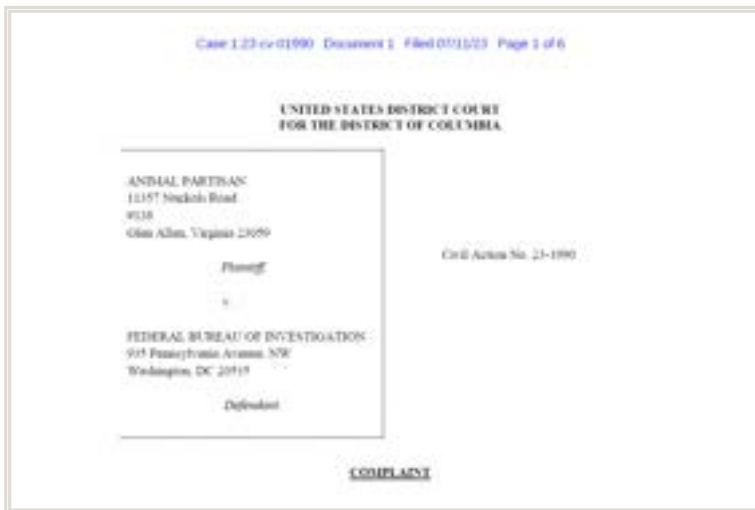 Case 1:23-cv-01990 Document 1 Filed 07/11/23 Page 1 of 6
UNITED STATES DISTRICT COURT
FOR THE DISTRICT OF COLUMBIA
ANIMAL PARTISAN
11357 Nuckols Road
#138
Glen Allen, Virginia 23059
Plaintiff
v.
Civil Action No. 23-1990
FEDERAL BUREAU OF INVESTIGATION
935 Pennsylvania Avenue, NW
Washington, DC 20535
Defendant
COMPLAINT